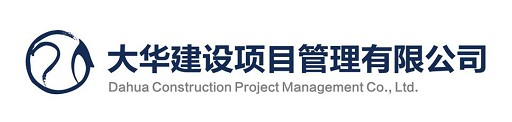 大华建设项目管理有限公司
Dahua Construction Project Management Co., Ltd.